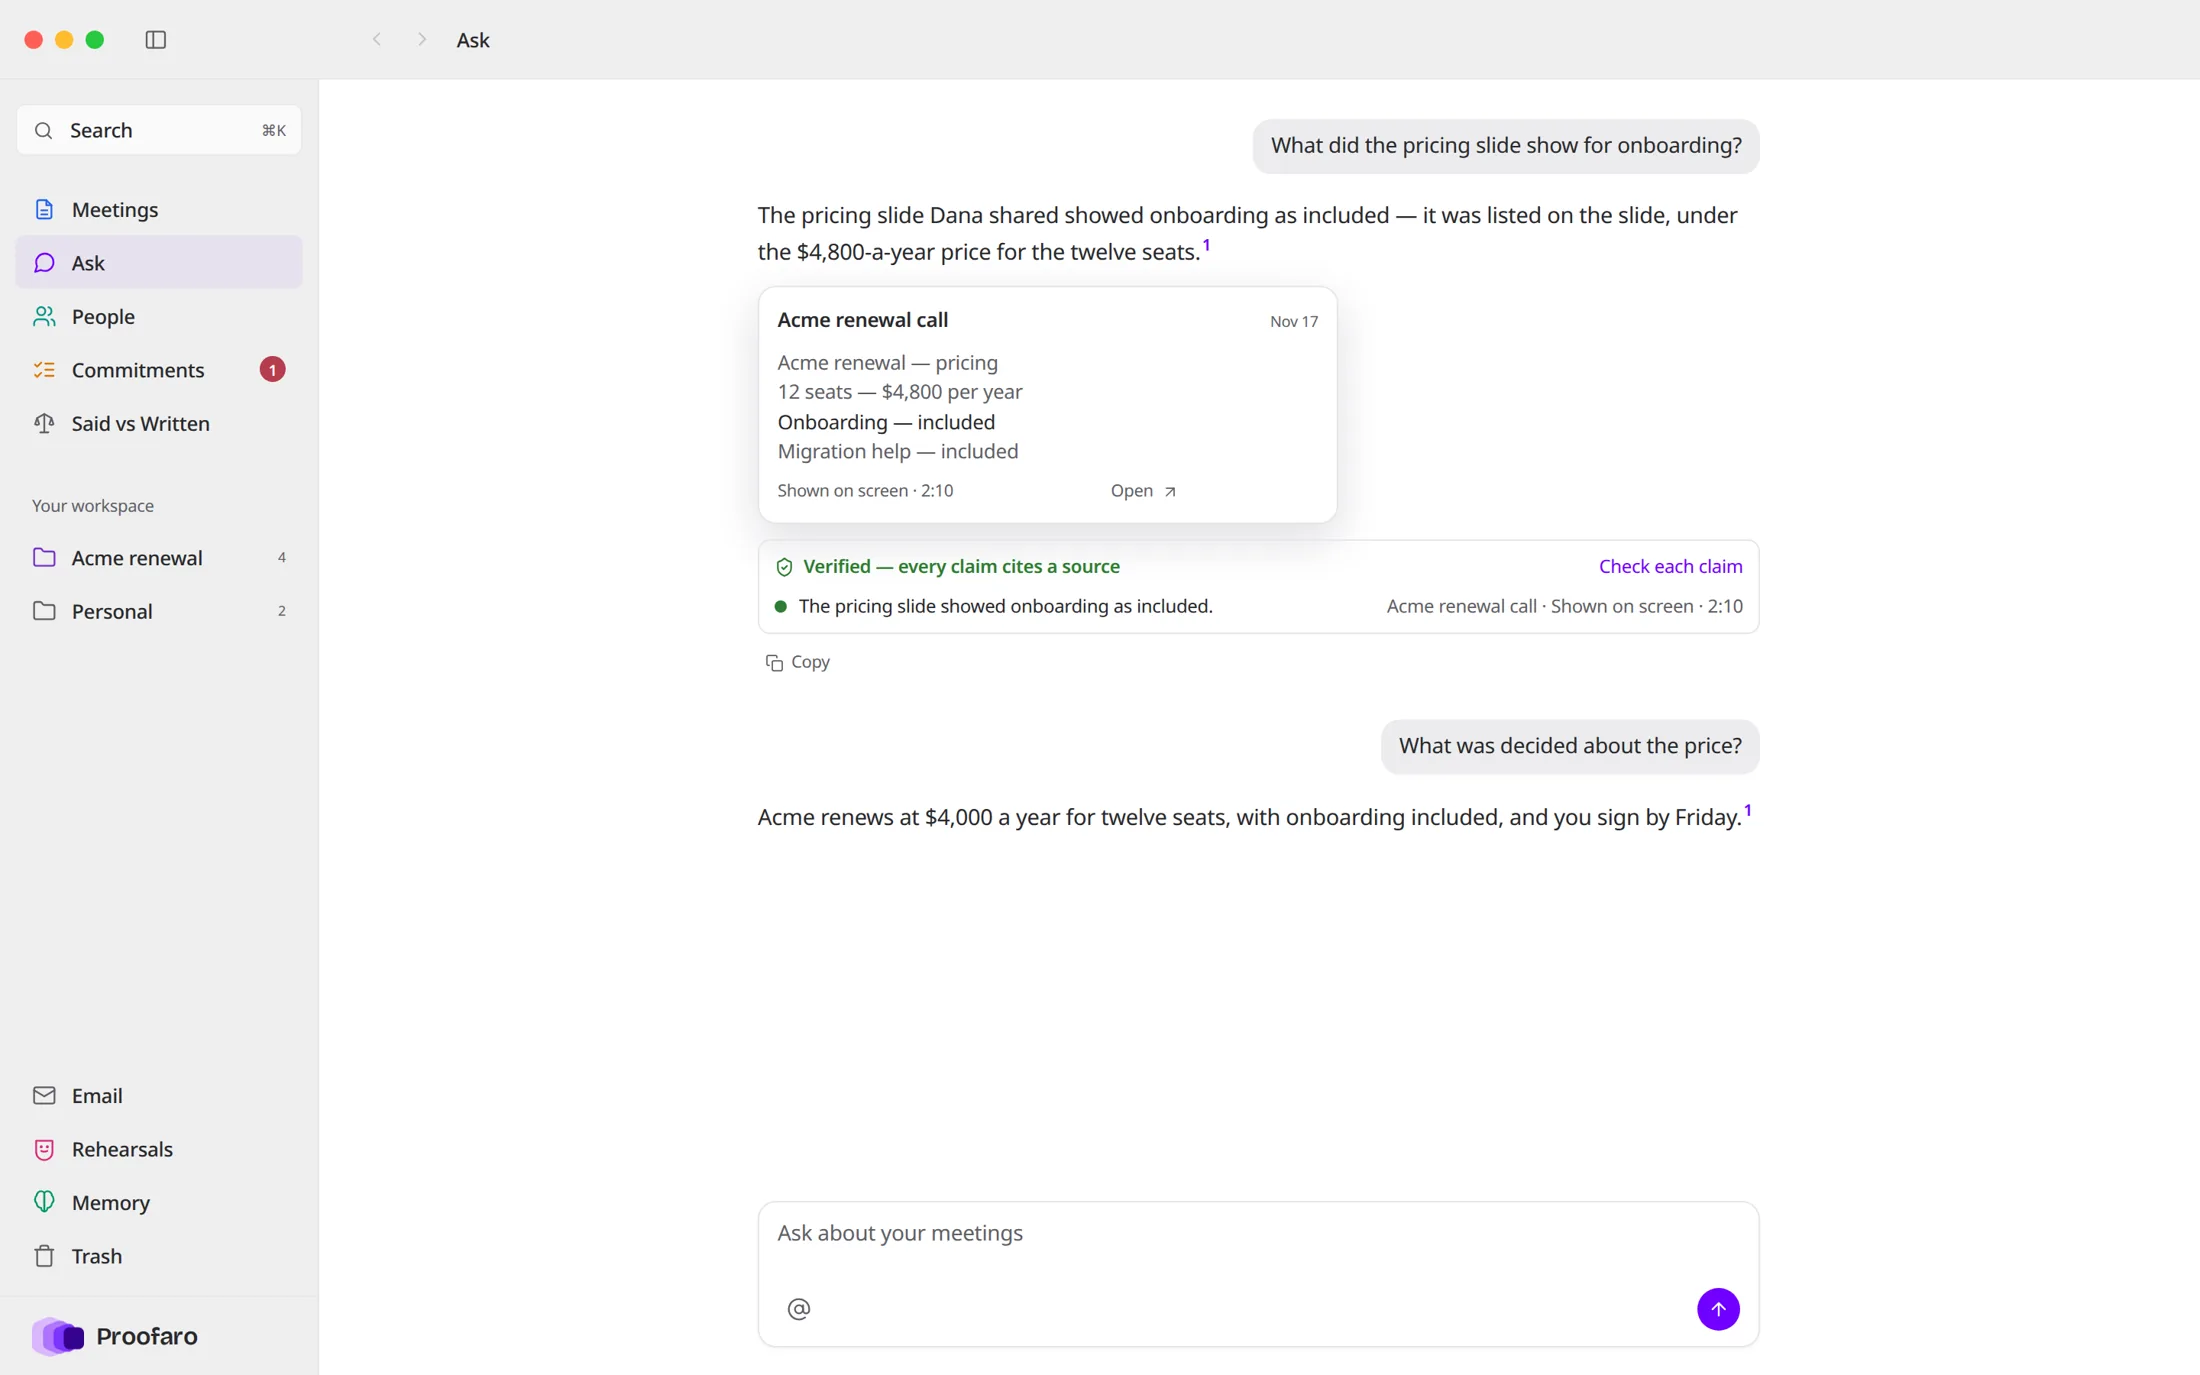 Ask
Search ⌘K
Meetings
Ask
People
Commitments 1
Said vs Written
Your workspace
Acme renewal 4
Personal 2
Email
Rehearsals
Memory
Trash
Proofaro
What did the pricing slide show for onboarding?
The pricing slide Dana shared showed onboarding as included — it was listed on the slide, under
the $4,800-a-year price for the twelve seats.1
Acme renewal call Nov 17
Acme renewal — pricing
12 seats — $4,800 per year
Onboarding — included
Migration help — included
Shown on screen · 2:10 Open
Verified — every claim cites a source Check each claim
The pricing slide showed onboarding as included. Acme renewal call · Shown on screen · 2:10
Copy
What was decided about the price?
Acme renews at $4,000 a year for twelve seats, with onboarding included, and you sign by Friday.1
Ask about your meetings
@